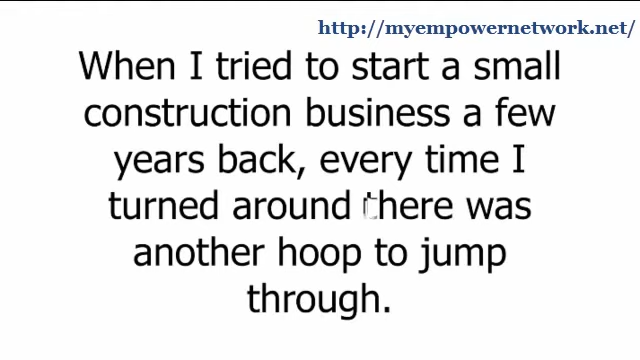 http://myempowernetwork.net/
When I tried to start a small
construction business a few
years back, every time I
turned around there was
another hoop to jump
through.